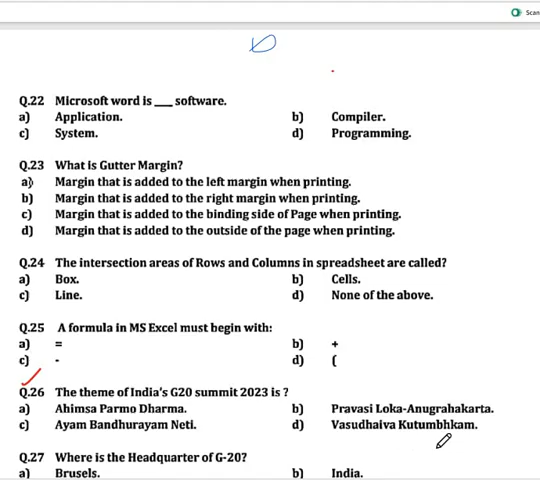 Scan
Q.22 Microsoft word is ___ software.
a) Application. b) Compiler.
c) System. d) Programming.
Q.23 What is Gutter Margin?
a) Margin that is added to the left margin when printing.
b) Margin that is added to the right margin when printing.
c) Margin that is added to the binding side of Page when printing.
d) Margin that is added to the outside of the page when printing.
Q.24 The intersection areas of Rows and Columns in spreadsheet are called?
a) Box. b) Cells.
c) Line. d) None of the above.
Q.25 A formula in MS Excel must begin with:
a) = b) +
c) - d) (
Q.26 The theme of India's G20 summit 2023 is ?
a) Ahimsa Parmo Dharma. b) Pravasi Loka-Anugrahakarta.
c) Ayam Bandhurayam Neti. d) Vasudhaiva Kutumbhkam.
Q.27 Where is the Headquarter of G-20?
a) Brusels. b) India.